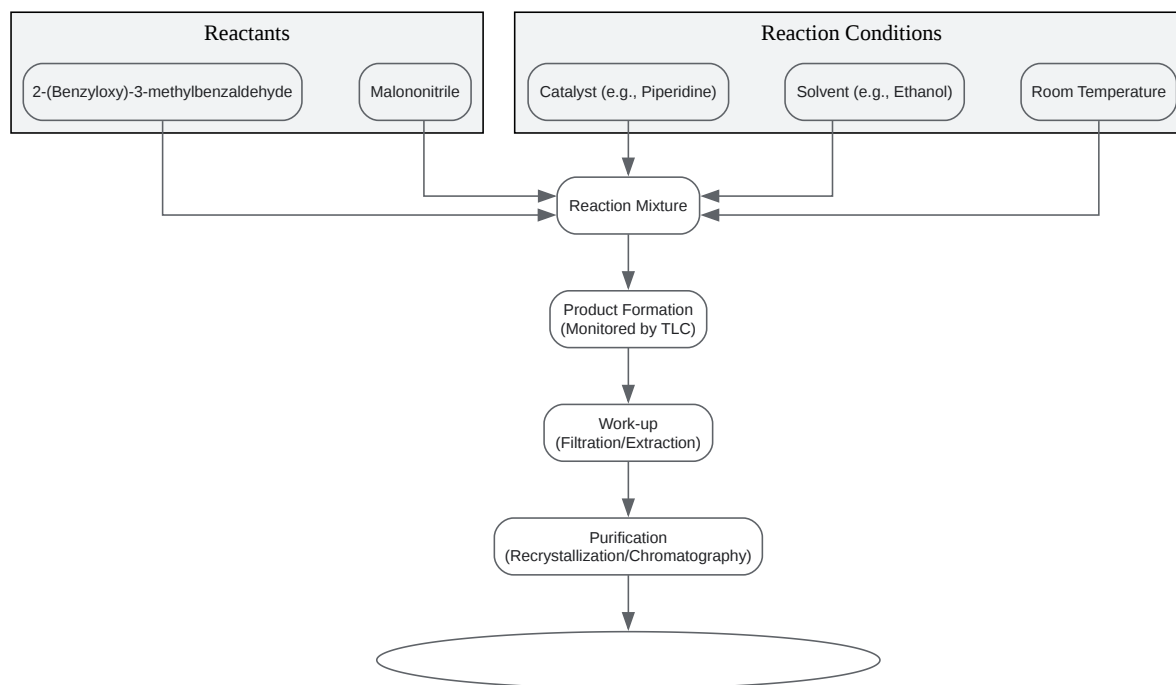 Reactants
Reaction Conditions
2-(Benzyloxy)-3-methylbenzaldehyde
Malononitrile
Catalyst (e.g., Piperidine)
Solvent (e.g., Ethanol)
Room Temperature
Reaction Mixture
Product Formation
(Monitored by TLC)
Work-up
(Filtration/Extraction)
Purification
(Recrystallization/Chromatography)